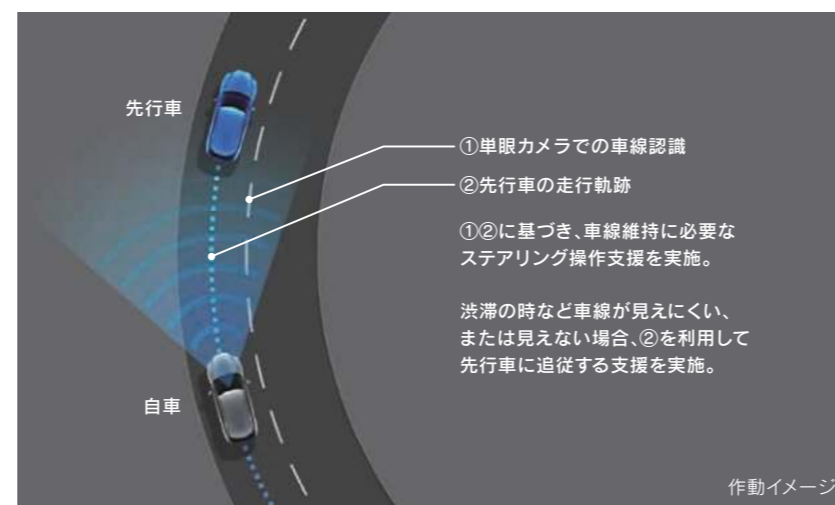 先行車
①単眼カメラでの車線認識
②先行車の走行軌跡
①②に基づき、車線維持に必要な
ステアリング操作支援を実施。
渋滞の時など車線が見えにくい、
または見えない場合、②を利用して
先行車に追従する支援を実施。
自車
作動イメージ